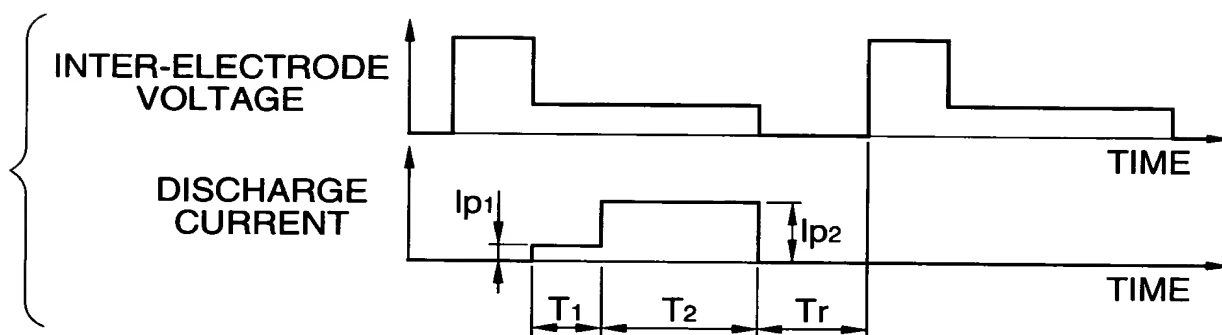 INTER-ELECTRODE
VOLTAGE
TIME
DISCHARGE
CURRENT
Ip1
Ip2
TIME
T1
T2
Tr